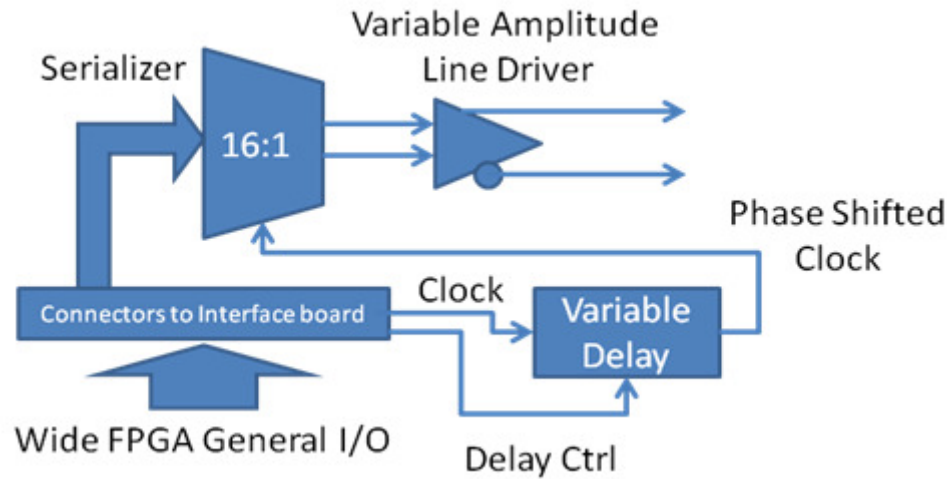 Variable Amplitude
Line Driver
Serializer
16:1
Phase Shifted
Clock
Clock
Connectors to Interface board
Variable
Delay
Wide FPGA General I/O
Delay Ctrl